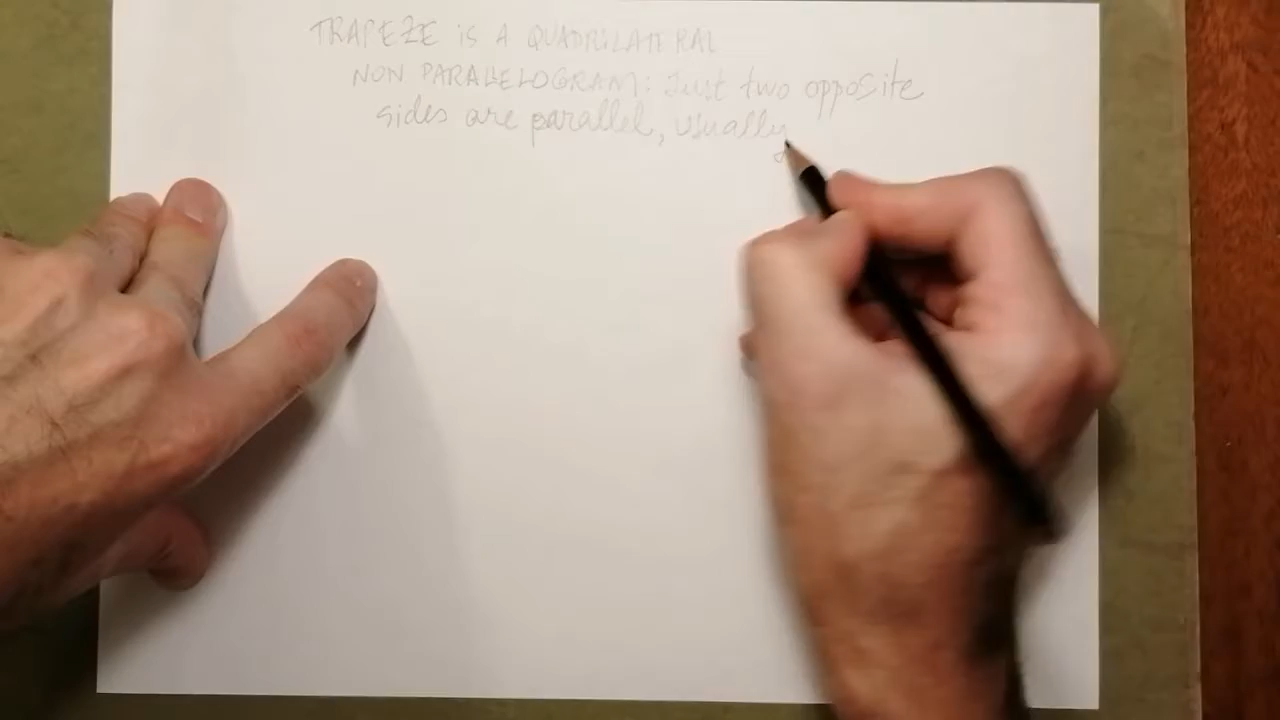 TRAPEZE IS A QUADRILATERAL
NON PARALLELOGRAM: Just two opposite
sides are parallel, usually